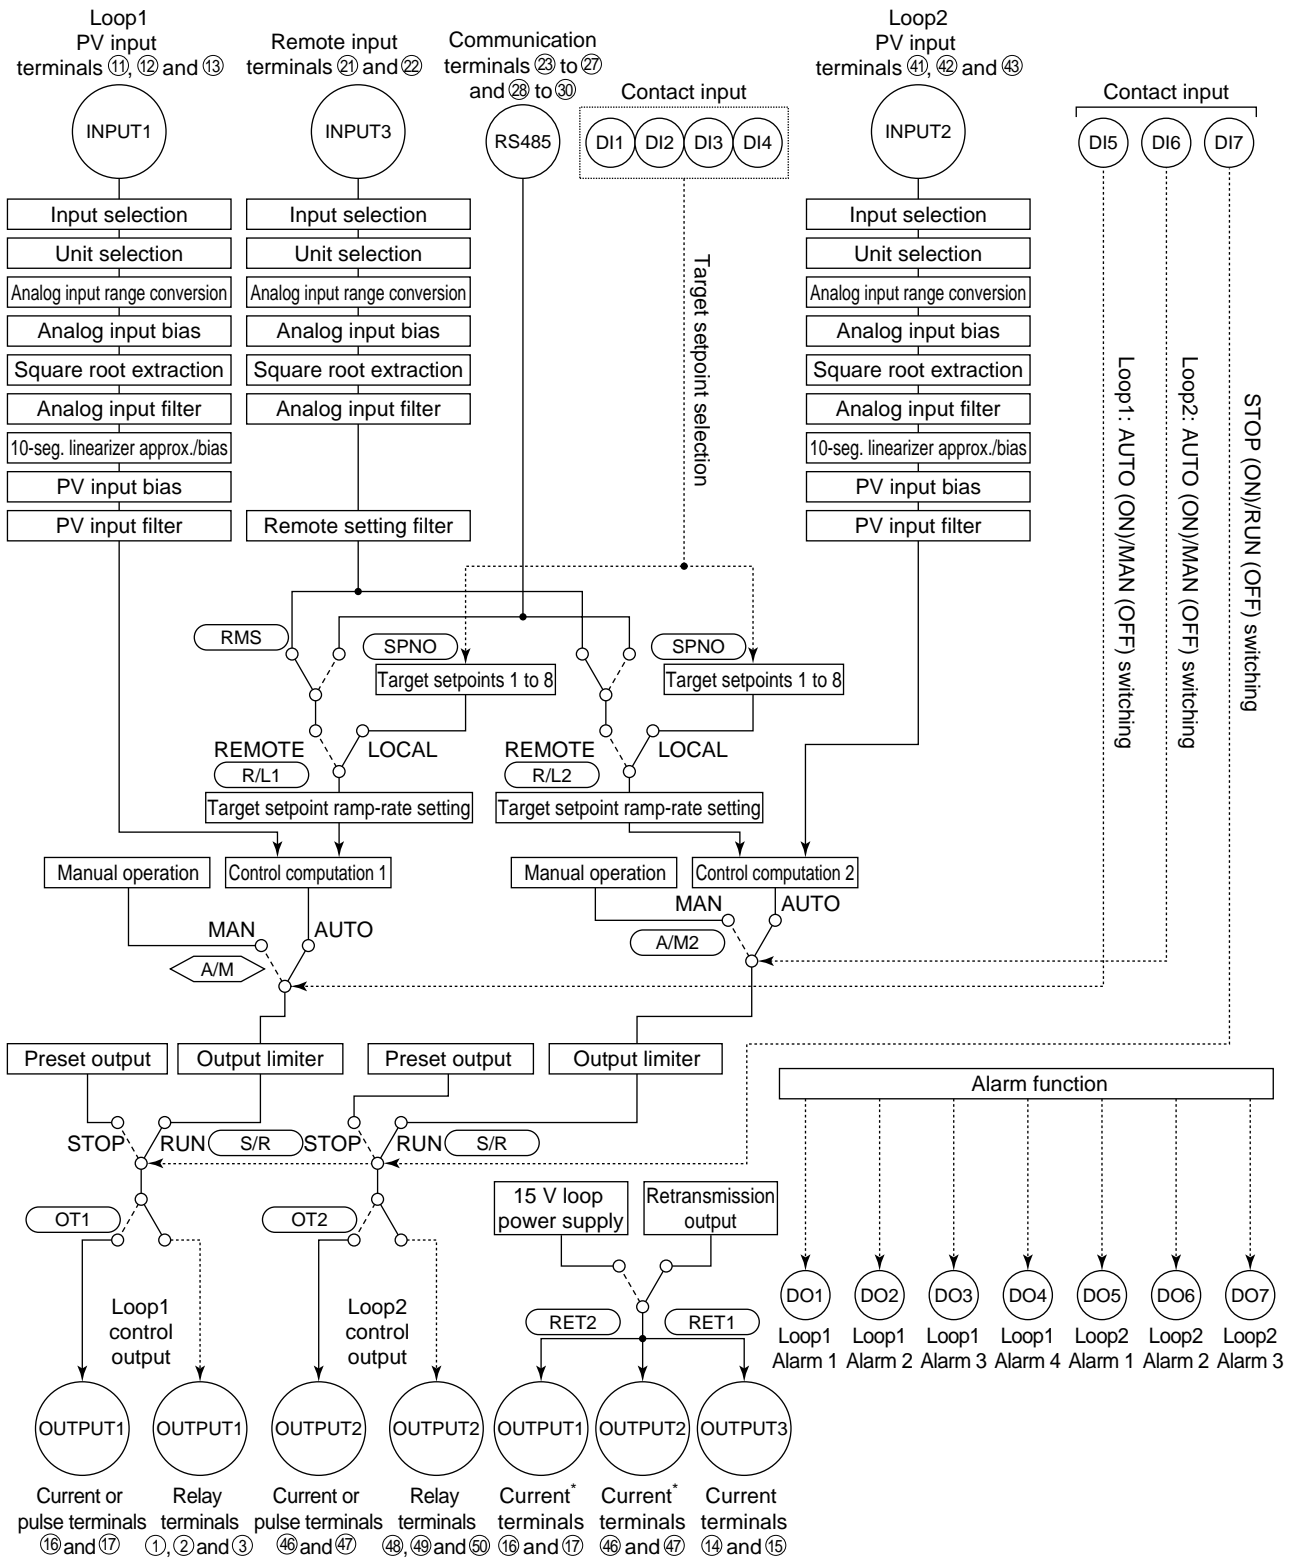 Loop1
PV input
terminals ⑪, ⑫ and ⑬
Remote input
terminals ㉑ and ㉒
Communication
terminals ㉓ to ㉗
and ㉘ to ㉚
Contact input
Loop2
PV input
terminals ㊶, ㊷ and ㊸
Contact input
INPUT1
INPUT3
RS485
DI1
DI2
DI3
DI4
INPUT2
DI5
DI6
DI7
Input selection
Unit selection
Analog input range conversion
Analog input bias
Square root extraction
Analog input filter
10-seg. linearizer approx./bias
PV input bias
PV input filter
Input selection
Unit selection
Analog input range conversion
Analog input bias
Square root extraction
Analog input filter
Remote setting filter
Target setpoint selection
Input selection
Unit selection
Analog input range conversion
Analog input bias
Square root extraction
Analog input filter
10-seg. linearizer approx./bias
PV input bias
PV input filter
Loop1: AUTO (ON)/MAN (OFF) switching
Loop2: AUTO (ON)/MAN (OFF) switching
STOP (ON)/RUN (OFF) switching
RMS
SPNO
SPNO
Target setpoints 1 to 8
Target setpoints 1 to 8
REMOTE
LOCAL
REMOTE
LOCAL
R/L1
R/L2
Target setpoint ramp-rate setting
Target setpoint ramp-rate setting
Manual operation
Control computation 1
Manual operation
Control computation 2
MAN
AUTO
MAN
AUTO
A/M
A/M2
Preset output
Output limiter
Preset output
Output limiter
Alarm function
STOP
RUN
S/R
STOP
RUN
S/R
OT1
OT2
15 V loop
power supply
Retransmission
output
RET2
RET1
Loop1
control
output
Loop2
control
output
DO1
DO2
DO3
DO4
DO5
DO6
DO7
Loop1
Alarm 1
Loop1
Alarm 2
Loop1
Alarm 3
Loop1
Alarm 4
Loop2
Alarm 1
Loop2
Alarm 2
Loop2
Alarm 3
OUTPUT1
OUTPUT1
OUTPUT2
OUTPUT2
OUTPUT1
OUTPUT2
OUTPUT3
Current or
pulse terminals
⑯ and ⑰
Relay
terminals
①, ② and ③
Current or
pulse terminals
㊻ and ㊼
Relay
terminals
㊽, ㊾ and ㊿
Current*
terminals
⑯ and ⑰
Current*
terminals
㊻ and ㊼
Current
terminals
⑭ and ⑮